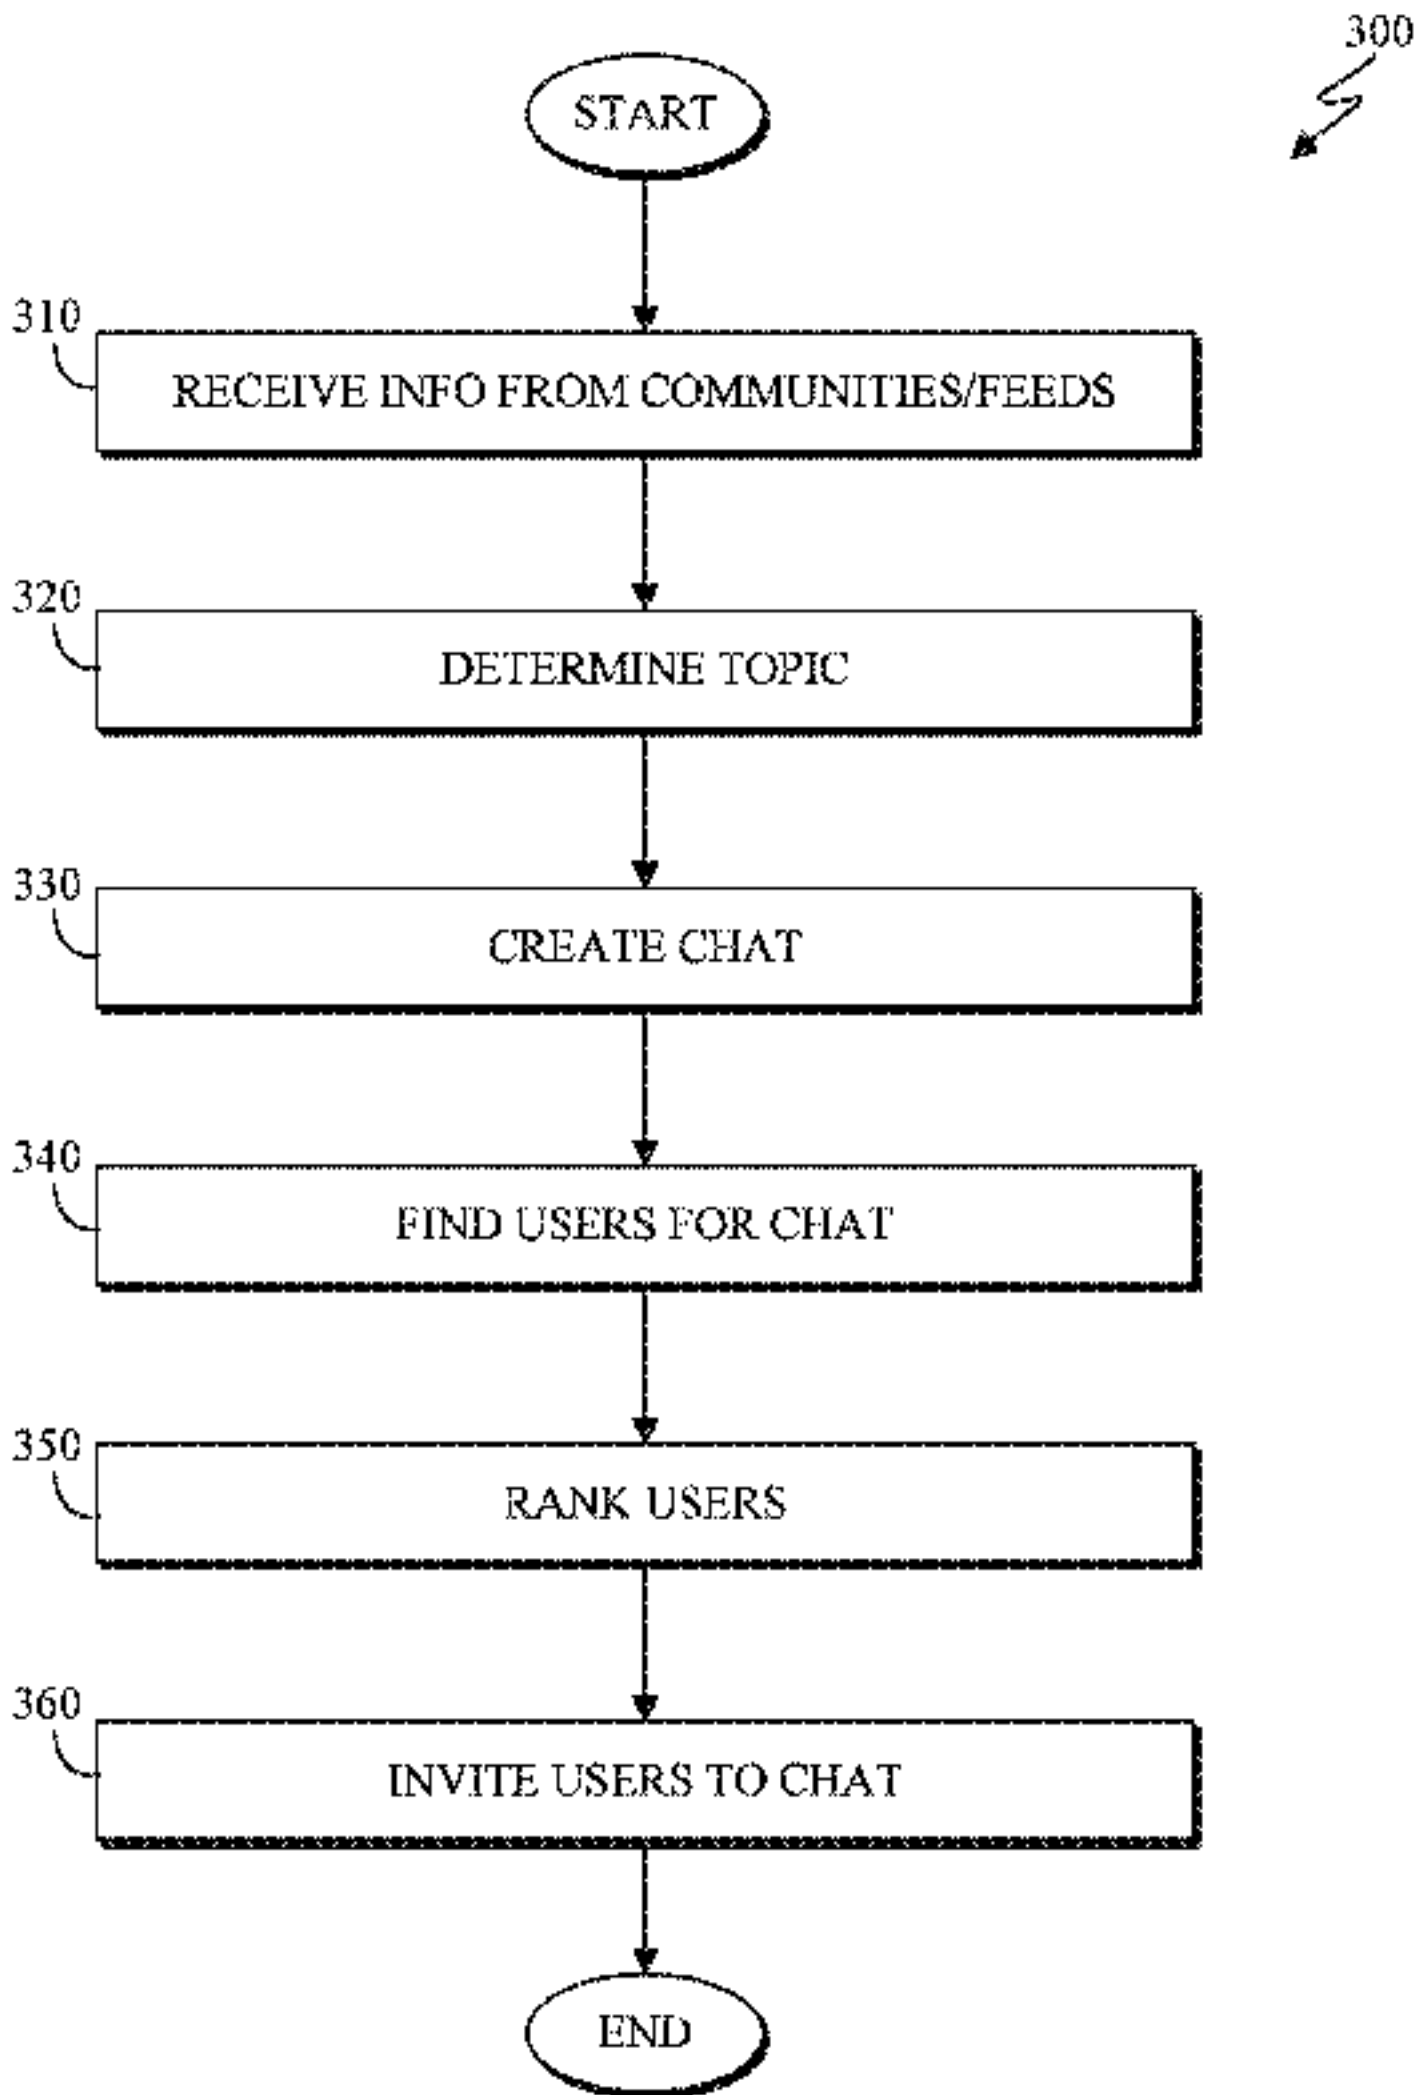 300
START
310
RECEIVE INFO FROM COMMUNITIES/FEEDS
320
DETERMINE TOPIC
330
CREATE CHAT
340
FIND USERS FOR CHAT
350
RANK USERS
360
INVITE USERS TO CHAT
END